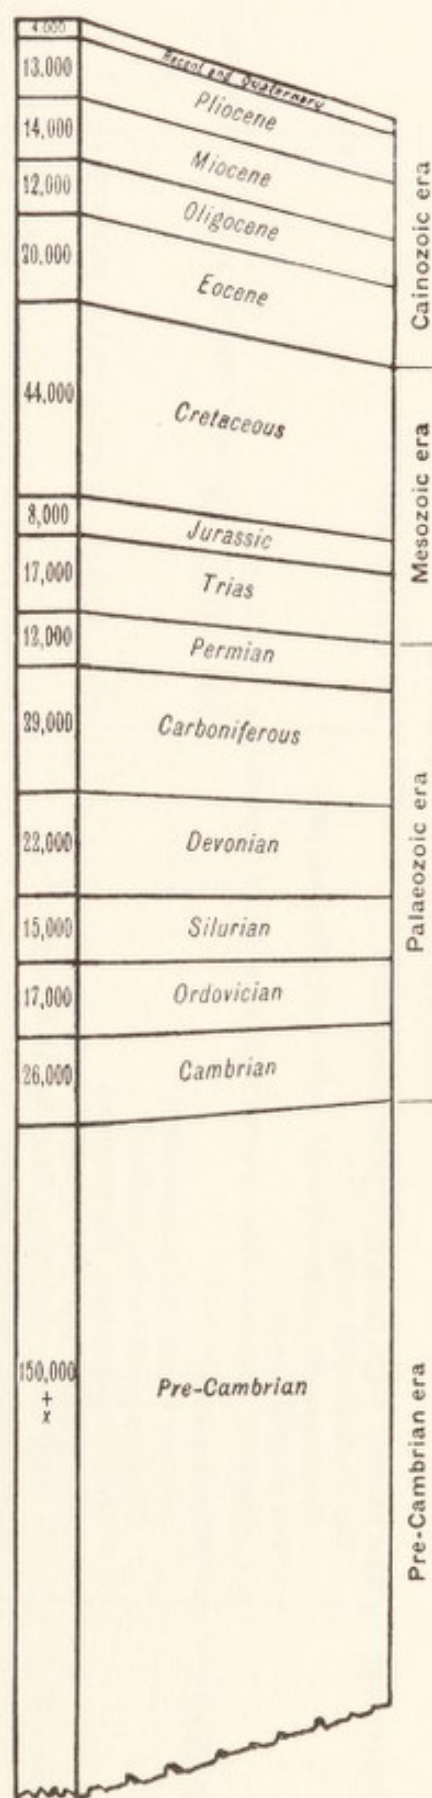 4.000 Recent and Quaternary
13.000 Pliocene
14,000 Miocene
12,000 Oligocene
20.000 Eocene
Cainozoic era
44,000 Cretaceous
8,000 Jurassic
17,000 Trias
Mesozoic era
12,000 Permian
29,000 Carboniferous
22,000 Devonian
15,000 Silurian
17,000 Ordovician
26,000 Cambrian
Palaeozoic era
150,000 Pre-Cambrian
+
x
Pre-Cambrian era